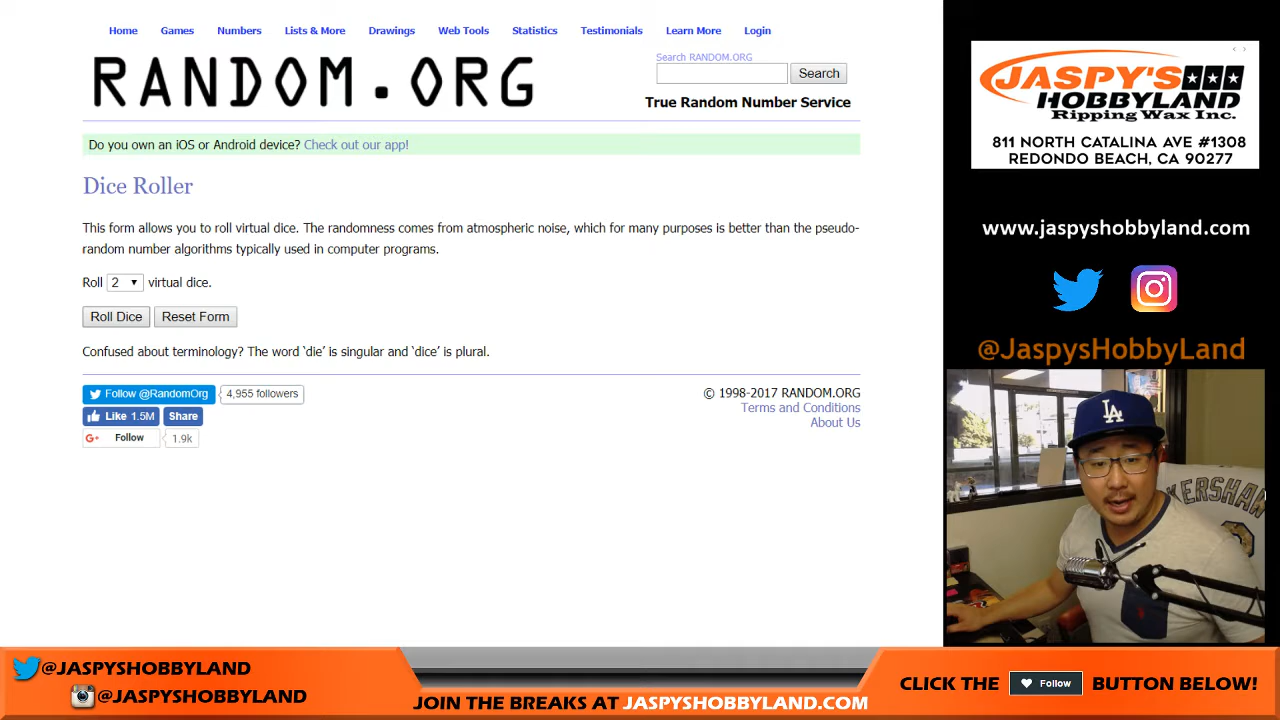 Home Games Numbers Lists & More Drawings Web Tools Statistics Testimonials Learn More Login
RANDOM.ORG
Search RANDOM.ORG
Search
True Random Number Service
Do you own an iOS or Android device? Check out our app!
Dice Roller
This form allows you to roll virtual dice. The randomness comes from atmospheric noise, which for many purposes is better than the pseudo-
random number algorithms typically used in computer programs.
Roll 2 virtual dice.
Roll Dice Reset Form
Confused about terminology? The word ‘die’ is singular and ‘dice’ is plural.
Follow @RandomOrg 4,955 followers
Like 1.5M Share
G+ Follow 1.9k
© 1998-2017 RANDOM.ORG
Terms and Conditions
About Us
JASPY'S
HOBBYLAND
Ripping Wax Inc.
811 NORTH CATALINA AVE #1308
REDONDO BEACH, CA 90277
www.jaspyshobbyland.com
@JaspysHobbyLand
LA
KERSHAW
@JASPYSHOBBYLAND
@JASPYSHOBBYLAND
JOIN THE BREAKS AT JASPYSHOBBYLAND.COM
CLICK THE Follow BUTTON BELOW!